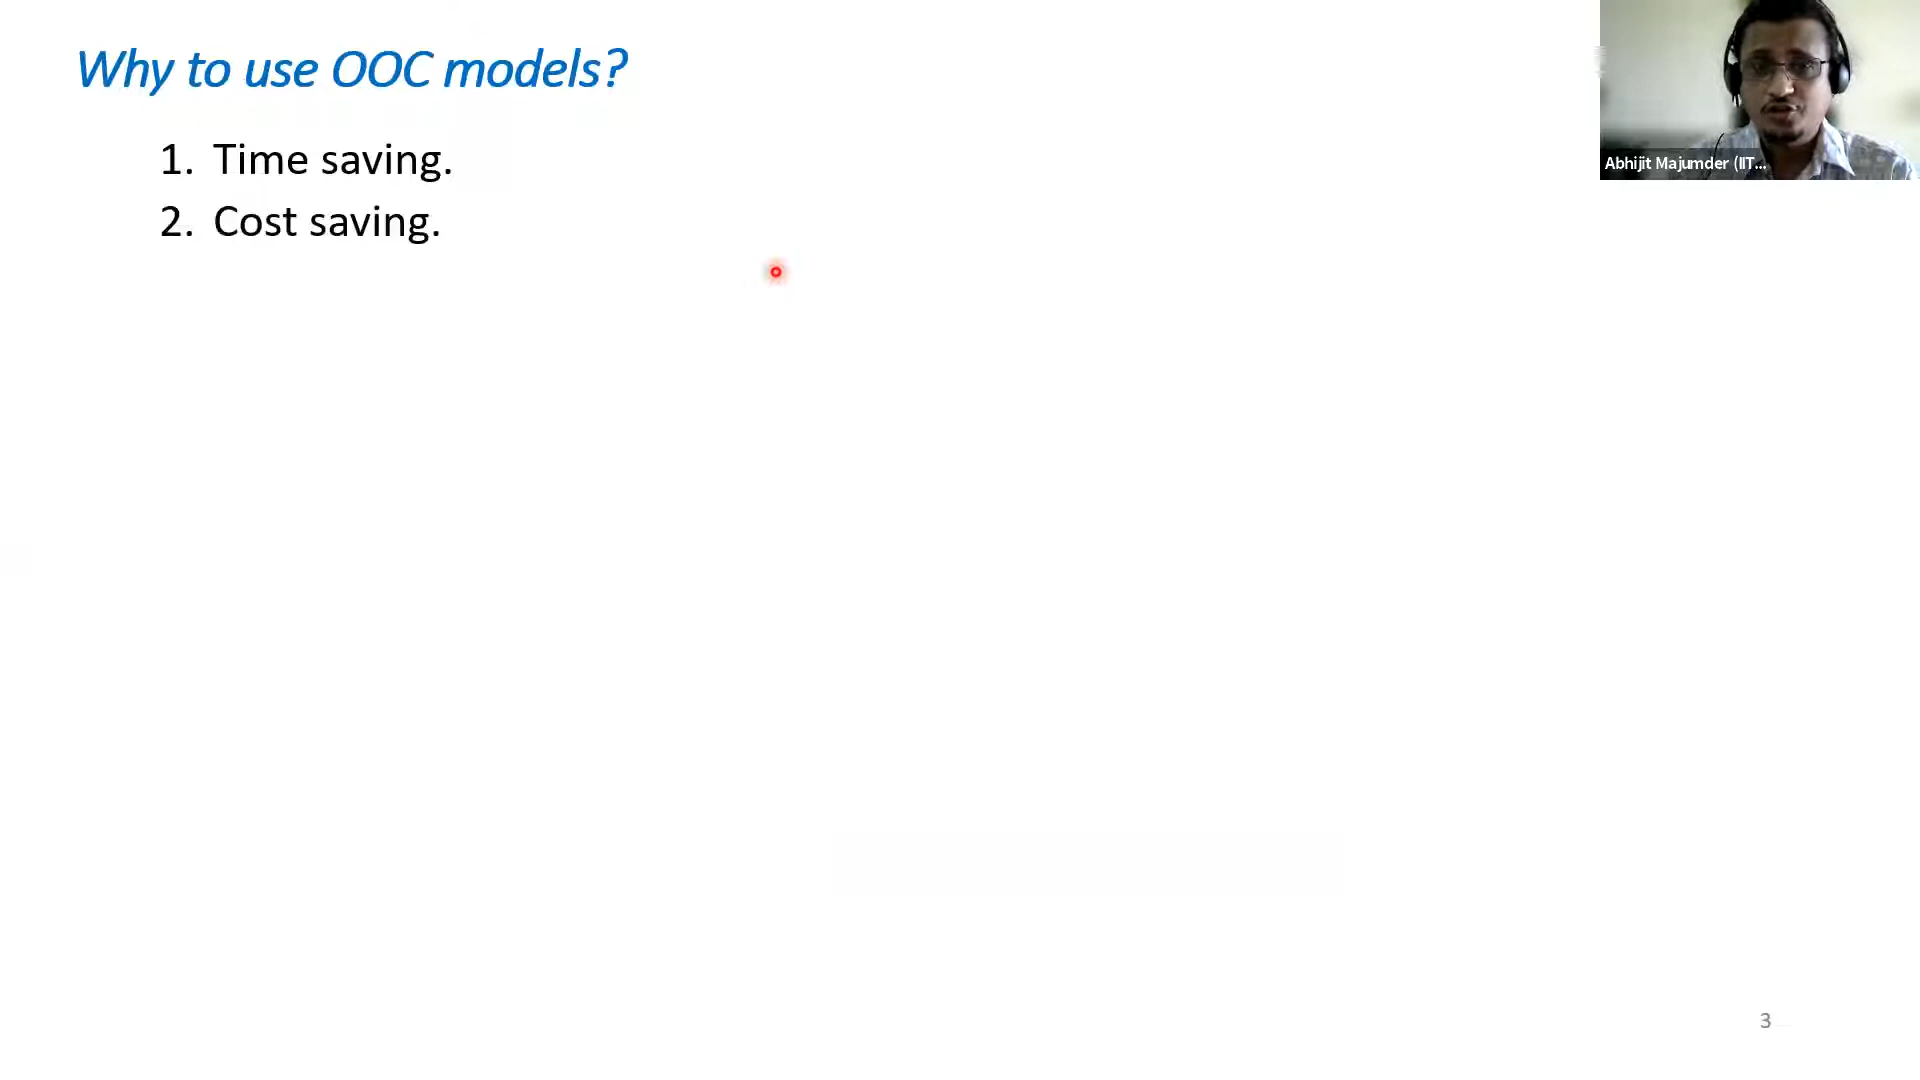 Why to use OOC models?
1. Time saving.
2. Cost saving.
Abhijit Majumder (IIT...
3